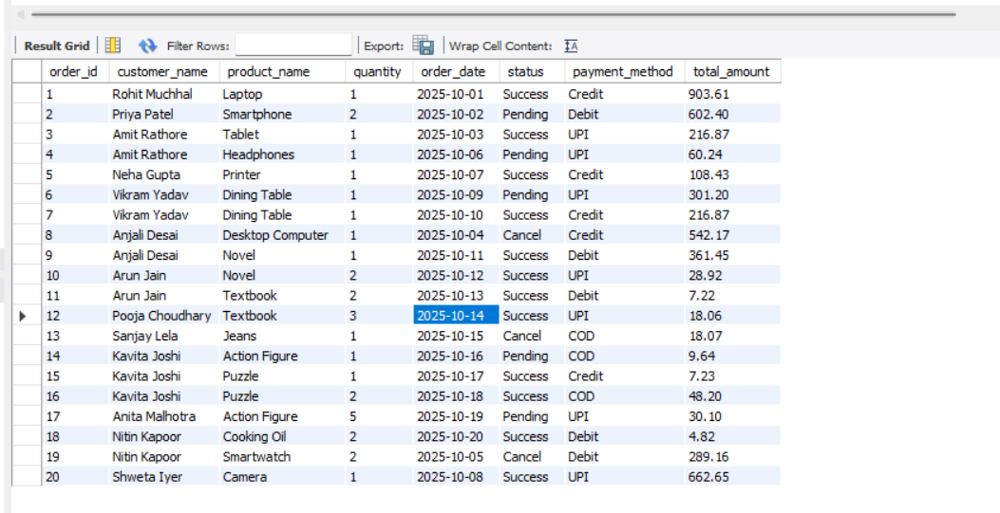 Result Grid Filter Rows: Export: Wrap Cell Content:
order_id customer_name product_name quantity order_date status payment_method total_amount
1 Rohit Muchhal Laptop 1 2025-10-01 Success Credit 903.61
2 Priya Patel Smartphone 2 2025-10-02 Pending Debit 602.40
3 Amit Rathore Tablet 1 2025-10-03 Success UPI 216.87
4 Amit Rathore Headphones 1 2025-10-06 Pending UPI 60.24
5 Neha Gupta Printer 1 2025-10-07 Success Credit 108.43
6 Vikram Yadav Dining Table 1 2025-10-09 Pending UPI 301.20
7 Vikram Yadav Dining Table 1 2025-10-10 Success Credit 216.87
8 Anjali Desai Desktop Computer 1 2025-10-04 Cancel Credit 542.17
9 Anjali Desai Novel 1 2025-10-11 Success Debit 361.45
10 Arun Jain Novel 2 2025-10-12 Success UPI 28.92
11 Arun Jain Textbook 2 2025-10-13 Success Debit 7.22
12 Pooja Choudhary Textbook 3 2025-10-14 Success UPI 18.06
13 Sanjay Lela Jeans 1 2025-10-15 Cancel COD 18.07
14 Kavita Joshi Action Figure 1 2025-10-16 Pending COD 9.64
15 Kavita Joshi Puzzle 1 2025-10-17 Success Credit 7.23
16 Kavita Joshi Puzzle 2 2025-10-18 Success COD 48.20
17 Anita Malhotra Action Figure 5 2025-10-19 Pending UPI 30.10
18 Nitin Kapoor Cooking Oil 2 2025-10-20 Success Debit 4.82
19 Nitin Kapoor Smartwatch 2 2025-10-05 Cancel Debit 289.16
20 Shweta Iyer Camera 1 2025-10-08 Success UPI 662.65